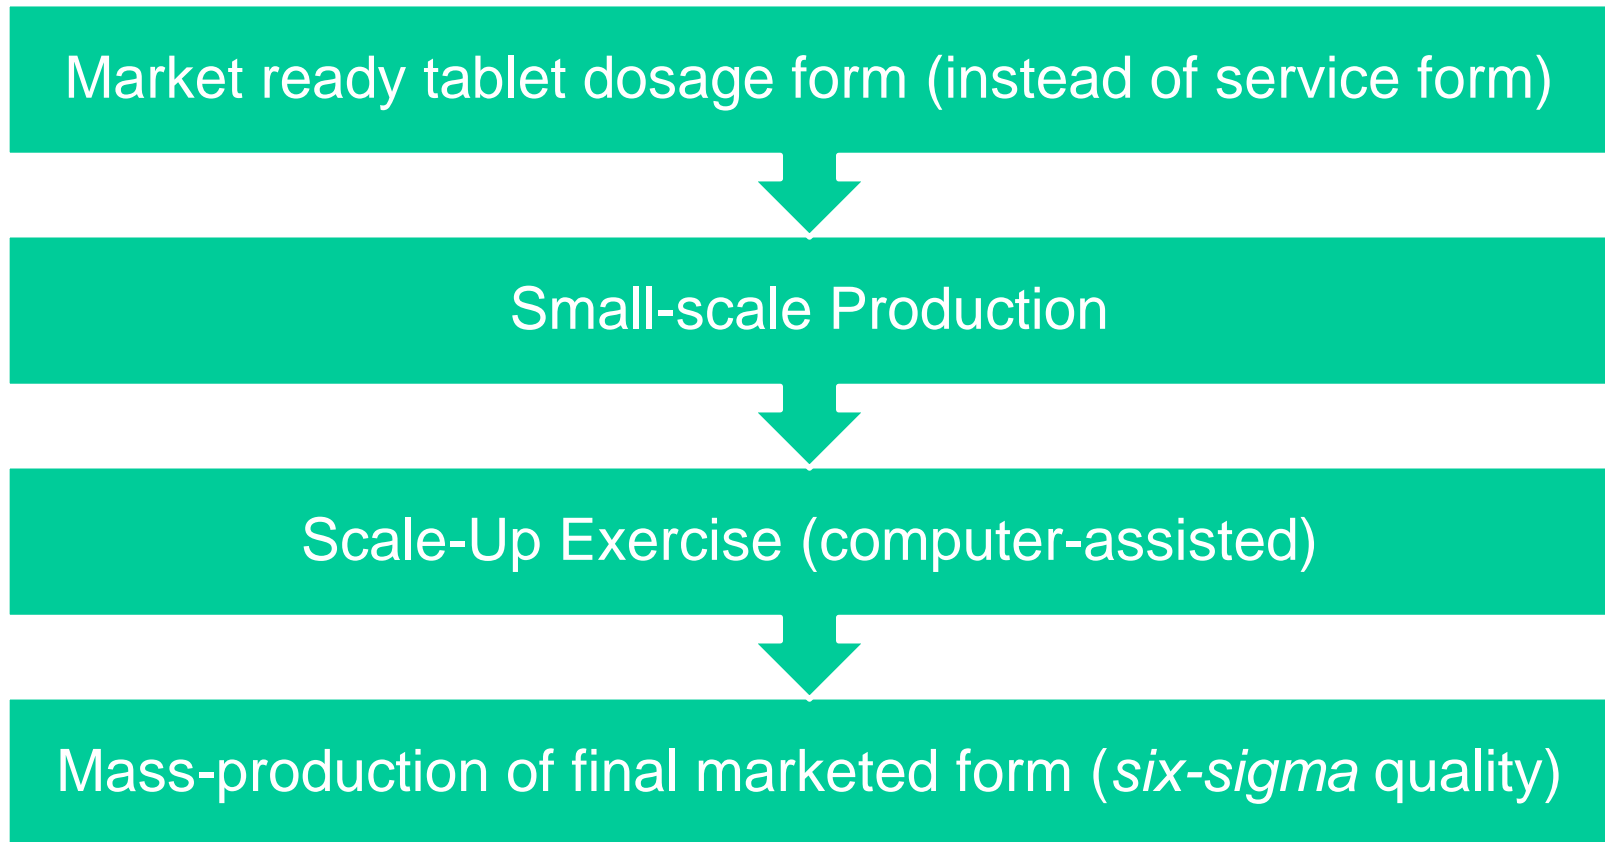 Market ready tablet dosage form (instead of service form)
Small-scale Production
Scale-Up Exercise (computer-assisted)
Mass-production of final marketed form (six-sigma quality)